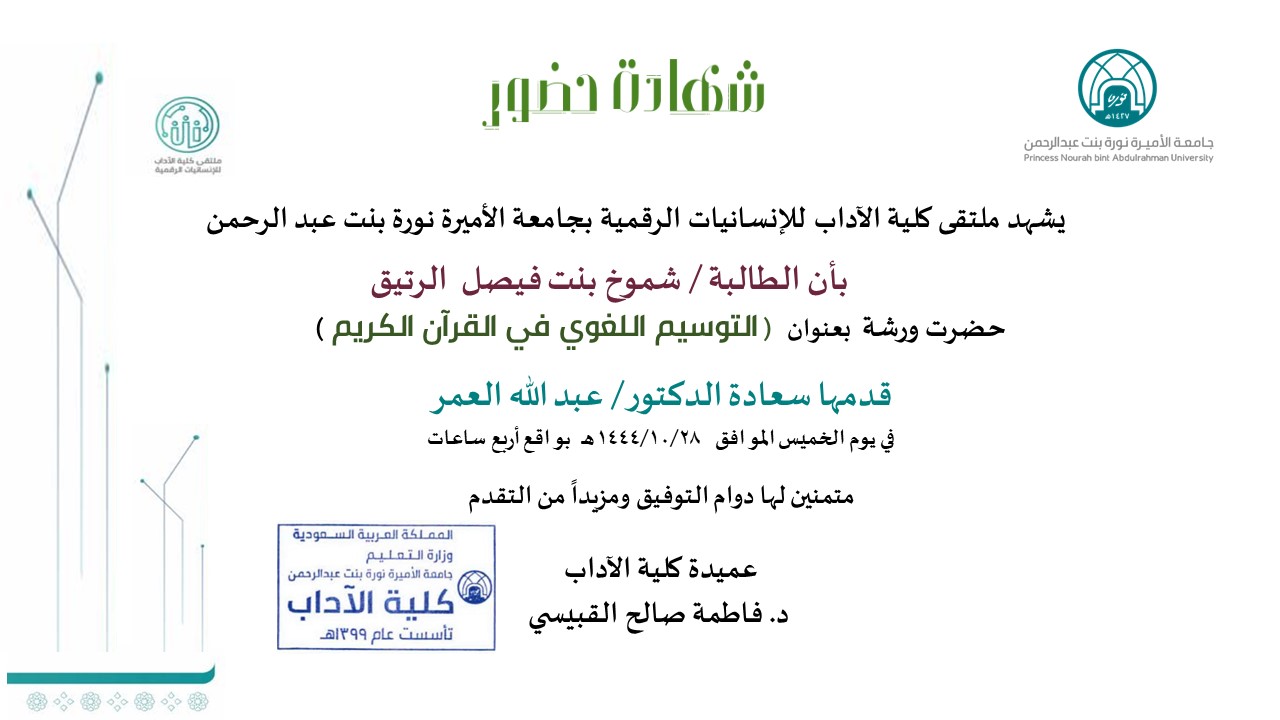 شهادة حضور
نورة
١٤٢٧هـ
جامعة الأميرة نورة بنت عبدالرحمن
Princess Nourah bint Abdulrahman University
ملتقى كلية الآداب
للإنسانيات الرقمية
يشهد ملتقى كلية الآداب للإنسانيات الرقمية بجامعة الأميرة نورة بنت عبد الرحمن
بأن الطالبة / شموخ بنت فيصل الرتيق
حضرت ورشة بعنوان ( التوسيم اللغوي في القرآن الكريم )
قدمها سعادة الدكتور/ عبد الله العمر
في يوم الخميس الموافق ١٤٤٤/١٠/٢٨هـ بواقع أربع ساعات
متمنين لها دوام التوفيق ومزيداً من التقدم
عميدة كلية الآداب
د. فاطمة صالح القبيسي
المملكة العربية السعودية
وزارة التعليم
جامعة الأميرة نورة بنت عبدالرحمن
كلية الآداب
تأسست عام ١٣٩٩هـ